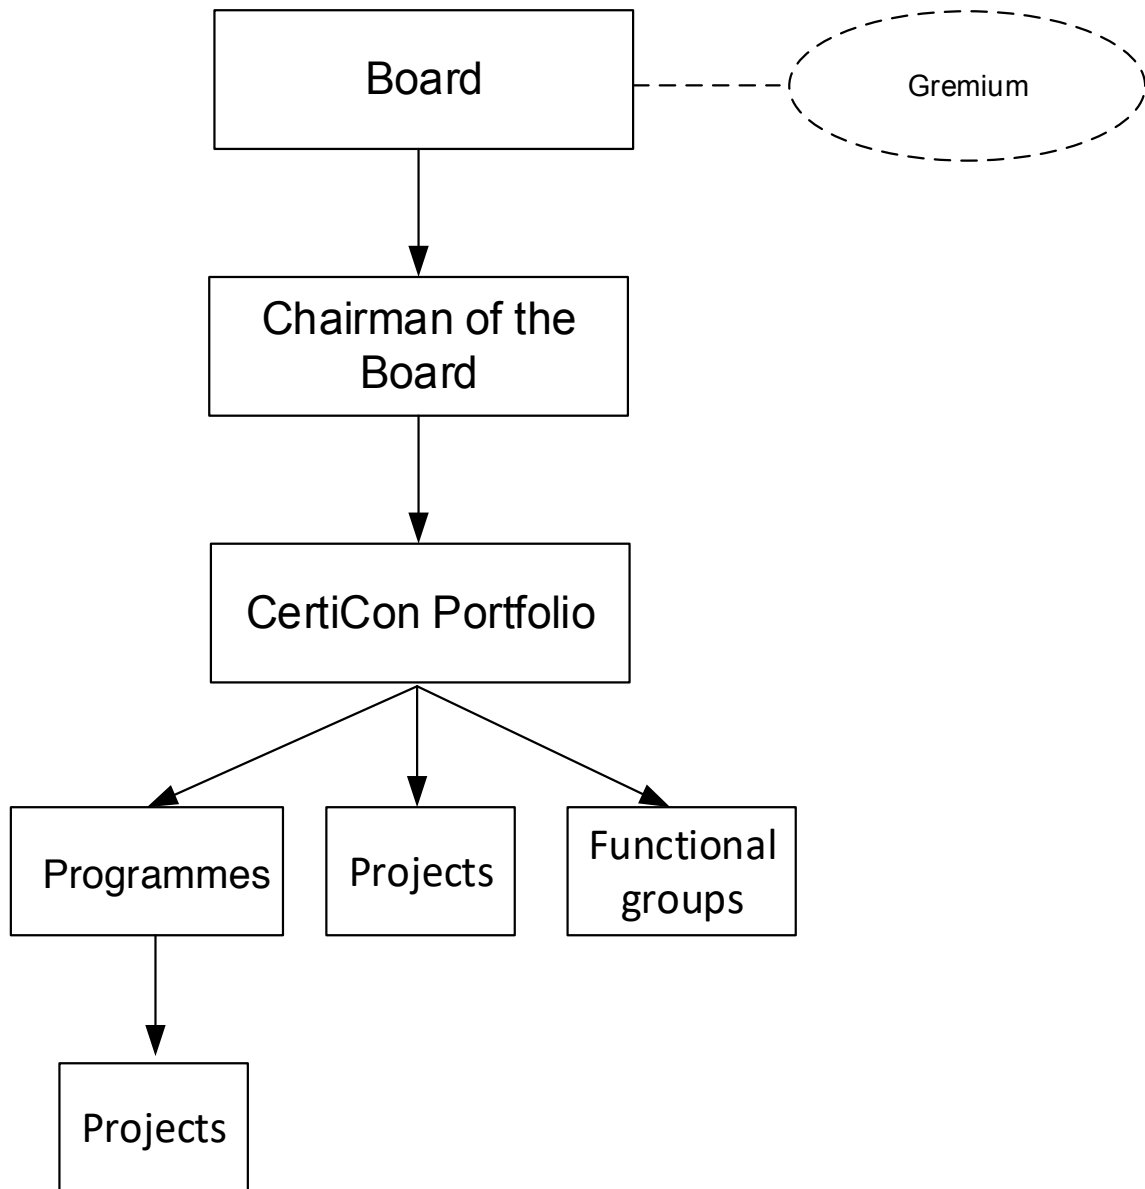 Board
Gremium
Chairman of the
Board
CertiCon Portfolio
Programmes
Projects
Functional
groups
Projects